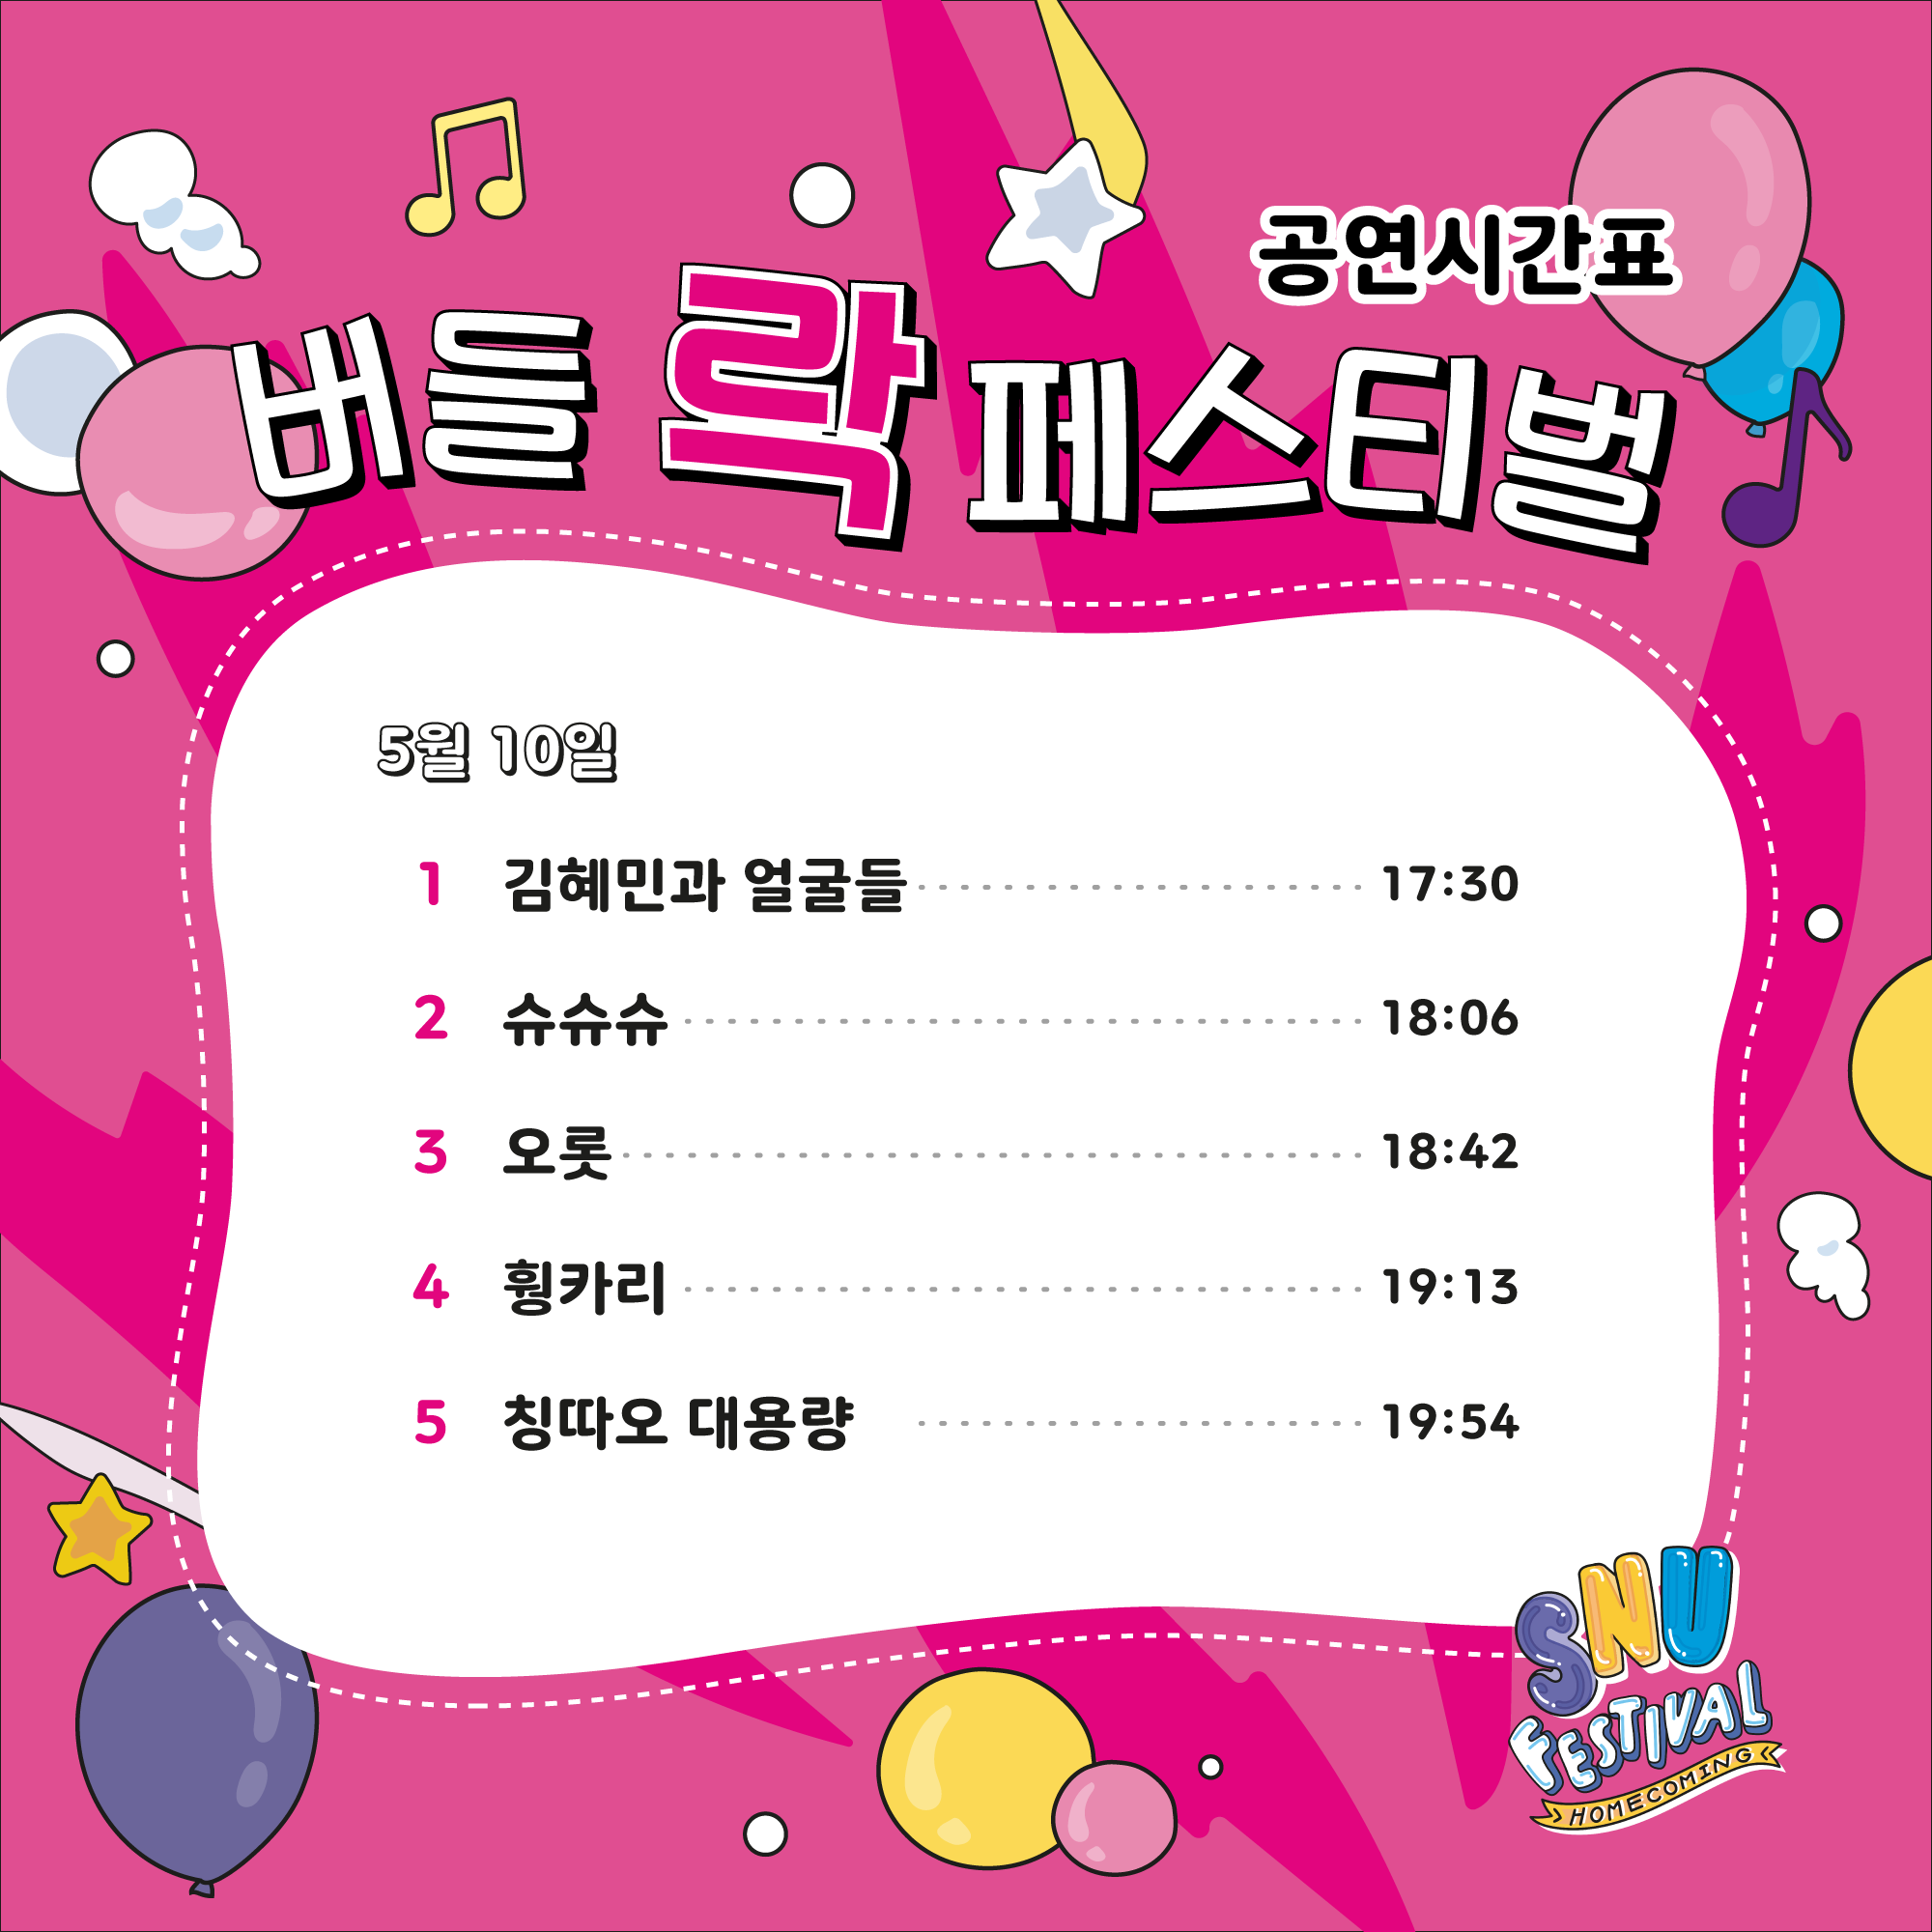 공연시간표
버들 락 페스티벌
5월 10일
1 김혜민과 얼굴들 17:30
2 슈슈슈 18:06
3 오롯 18:42
4 휭카리 19:13
5 칭따오 대용량 19:54
SNU
FESTIVAL
HOMECOMING